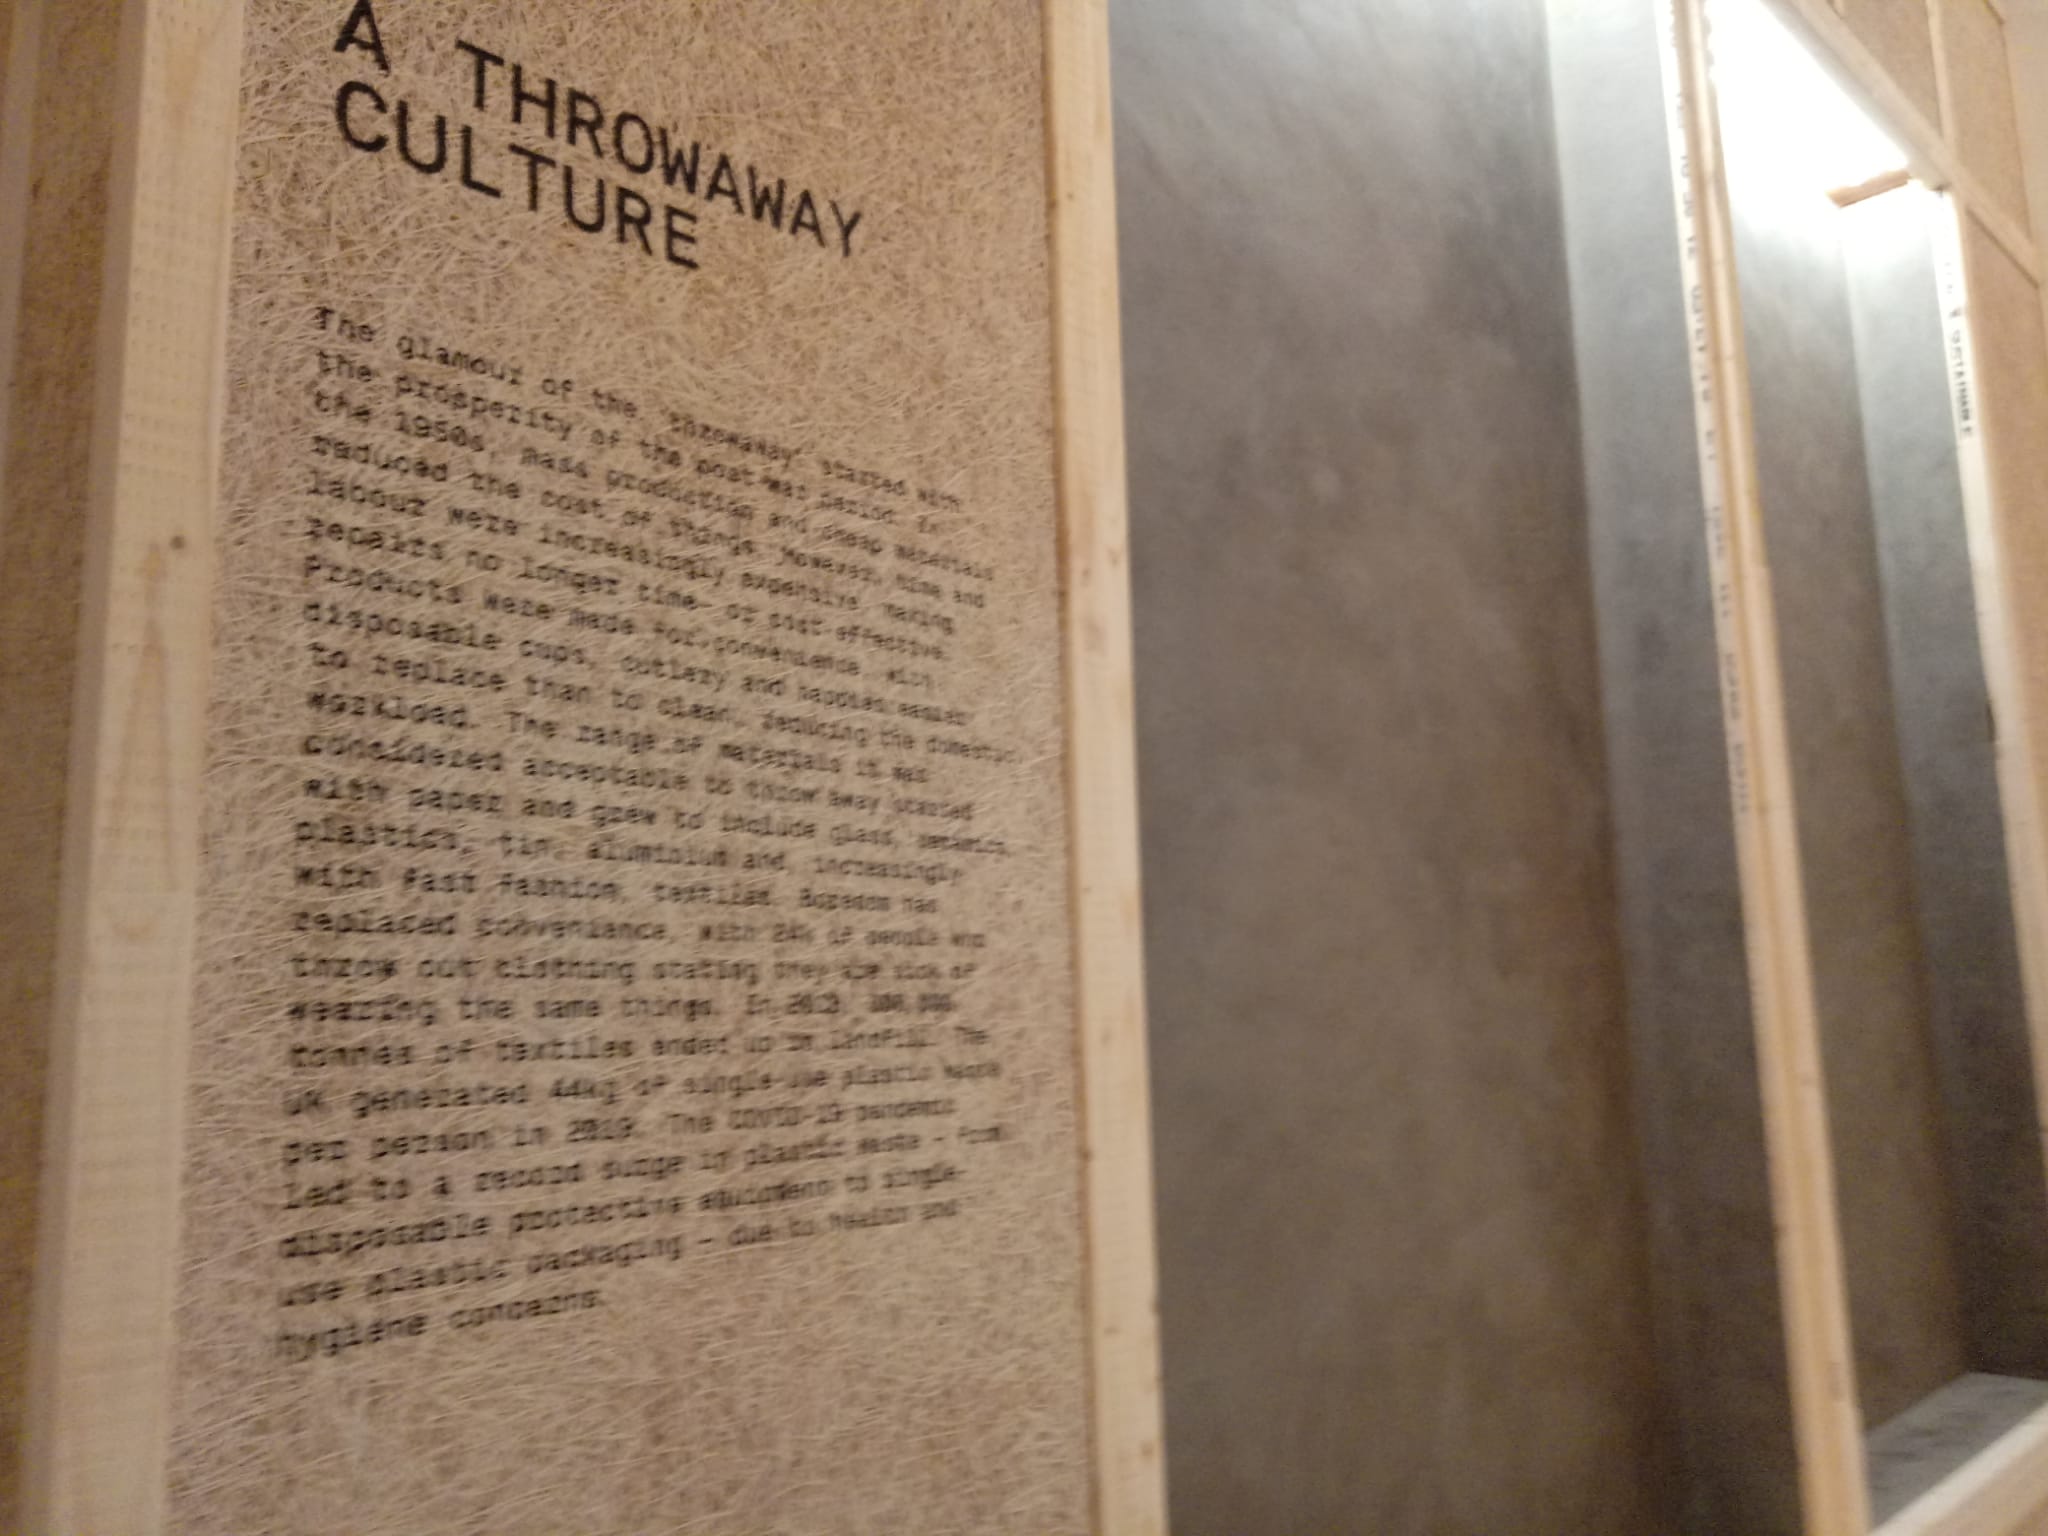 A THROWAWAY
CULTURE
The glamour of the 'throwaway' started with
the prosperity of the post-war period. In
the 1950s, mass production and cheap materials
reduced the cost of things. However, time and
labour were increasingly expensive, making
repairs no longer time- or cost-effective.
Products were made for convenience, with
disposable cups, cutlery and nappies easier
to replace than to clean, reducing the domestic
workload. The range of materials it was
considered acceptable to throw away started
with paper and grew to include glass, ceramics,
plastics, tin, aluminium and, increasingly
with fast fashion, textiles. Boredom has
replaced convenience, with 24% of people who
throw out clothing stating they are sick of
wearing the same things. In tonnes of textiles ended up in landfill. The
UK generated 44kg of single-use plastic waste
per person in 2019. The COVID-19 pandemic
led to a record surge in plastic waste – from
disposable protective equipment to single-
use plastic packaging – due to health and
hygiene concerns.